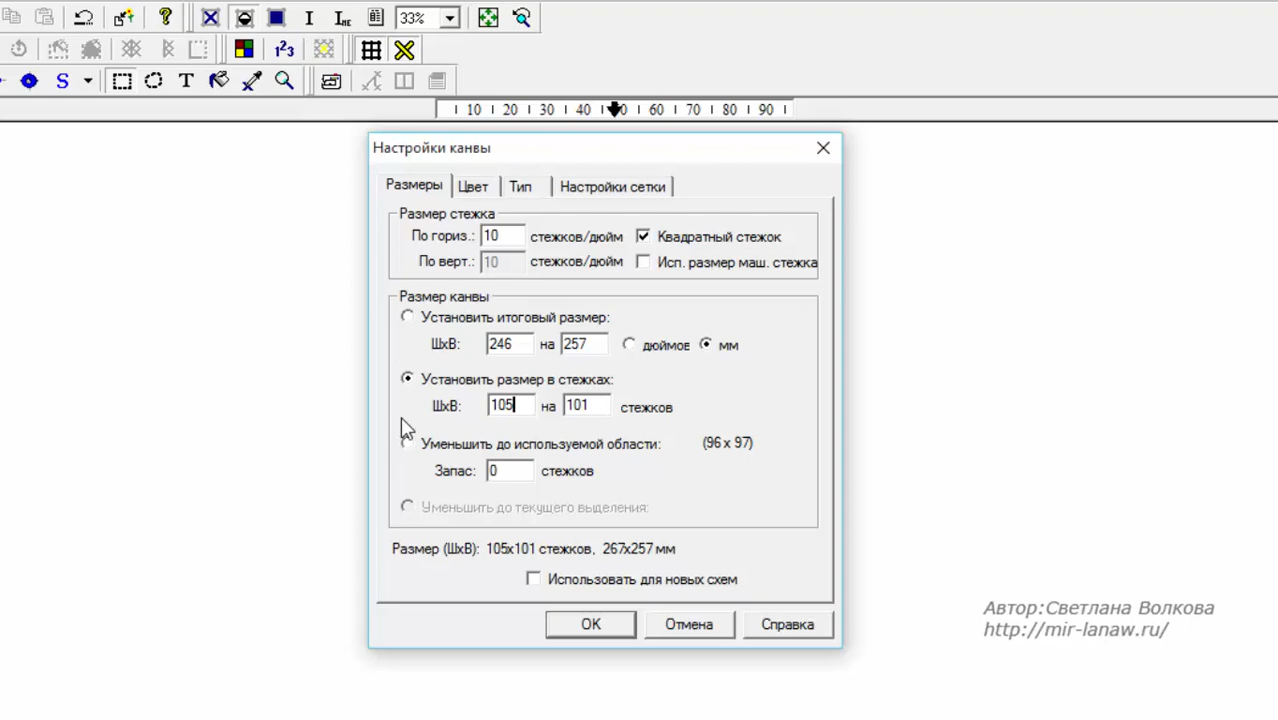 33%
10 20 30 40 50 60 70 80 90
Настройки канвы
Размеры Цвет Тип Настройки сетки
Размер стежка
По гориз.: 10 стежков/дюйм Квадратный стежок
По верт.: 10 стежков/дюйм Исп. размер маш. стежка
Размер канвы
Установить итоговый размер:
ШхВ: 246 на 257 дюймов мм
Установить размер в стежках:
ШхВ: 105 на 101 стежков
Уменьшить до используемой области: (96 x 97)
Запас: 0 стежков
Уменьшить до текущего выделения:
Размер (ШхВ): 105x101 стежков, 267x257 мм
Использовать для новых схем
OK Отмена Справка
Автор:Светлана Волкова
http://mir-lanaw.ru/